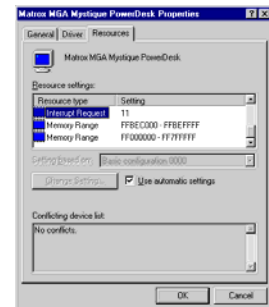 Matrox MGA Mystique PowerDesk Properties
General Driver Resources
Matrox MGA Mystique PowerDesk
Resource settings:
Resource type Setting
Interrupt Request 11
Memory Range FFBEC000 - FFBEFFFF
Memory Range FF000000 - FF7FFFFF
Setting based on: Basic configuration 0000
Change Setting... Use automatic settings
Conflicting device list:
No conflicts.
OK Cancel